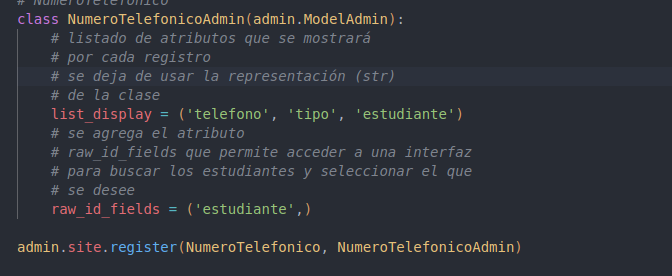 # NumeroTelefonico
class NumeroTelefonicoAdmin(admin.ModelAdmin):
# listado de atributos que se mostrará
# por cada registro
# se deja de usar la representación (str)
# de la clase
list_display = ('telefono', 'tipo', 'estudiante')
# se agrega el atributo
# raw_id_fields que permite acceder a una interfaz
# para buscar los estudiantes y seleccionar el que
# se desee
raw_id_fields = ('estudiante',)
admin.site.register(NumeroTelefonico, NumeroTelefonicoAdmin)